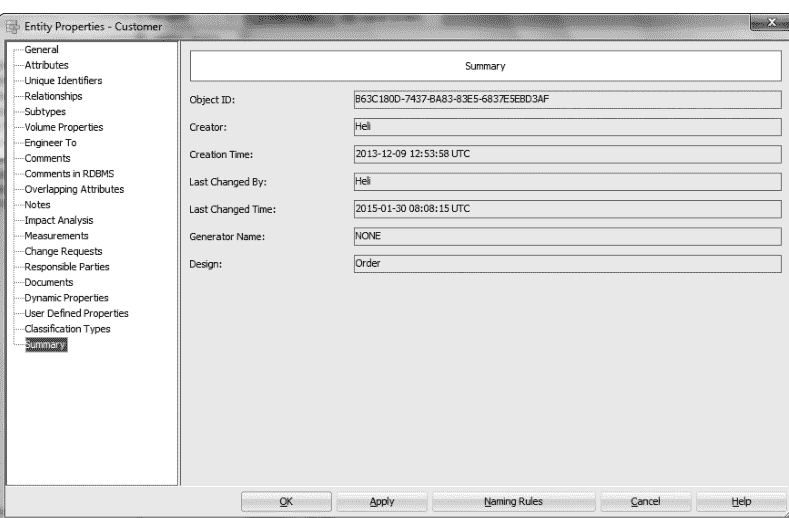 Entity Properties - Customer
General
Attributes
Unique Identifiers
Relationships
Subtypes
Volume Properties
Engineer To
Comments
Comments in RDBMS
Overlapping Attributes
Notes
Impact Analysis
Measurements
Change Requests
Responsible Parties
Documents
Dynamic Properties
User Defined Properties
Classification Types
Summary
Summary
Object ID: B63C180D-7437-BA83-83E5-6837E5EBD3AF
Creator: Heli
Creation Time: 2013-12-09 12:53:58 UTC
Last Changed By: Heli
Last Changed Time: 2015-01-30 08:08:15 UTC
Generator Name: NONE
Design: Order
OK Apply Naming Rules Cancel Help